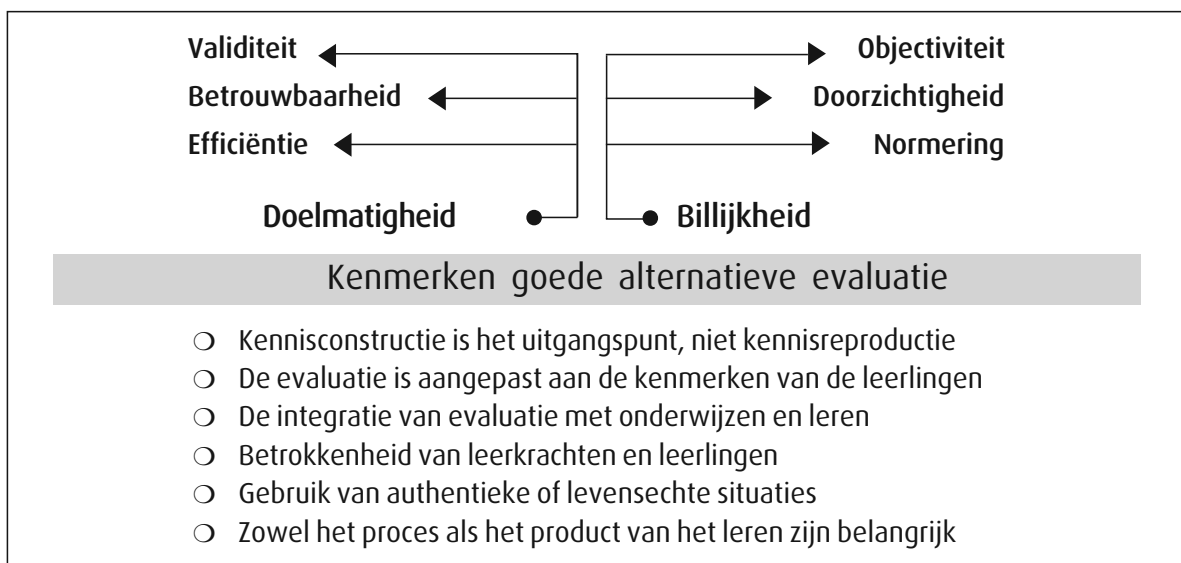 Validiteit
Betrouwbaarheid
Efficiëntie
Doelmatigheid
Objectiviteit
Doorzichtigheid
Normering
Billijkheid
Kenmerken goede alternatieve evaluatie
❍ Kennisconstructie is het uitgangspunt, niet kennisreproductie
❍ De evaluatie is aangepast aan de kenmerken van de leerlingen
❍ De integratie van evaluatie met onderwijzen en leren
❍ Betrokkenheid van leerkrachten en leerlingen
❍ Gebruik van authentieke of levensechte situaties
❍ Zowel het proces als het product van het leren zijn belangrijk